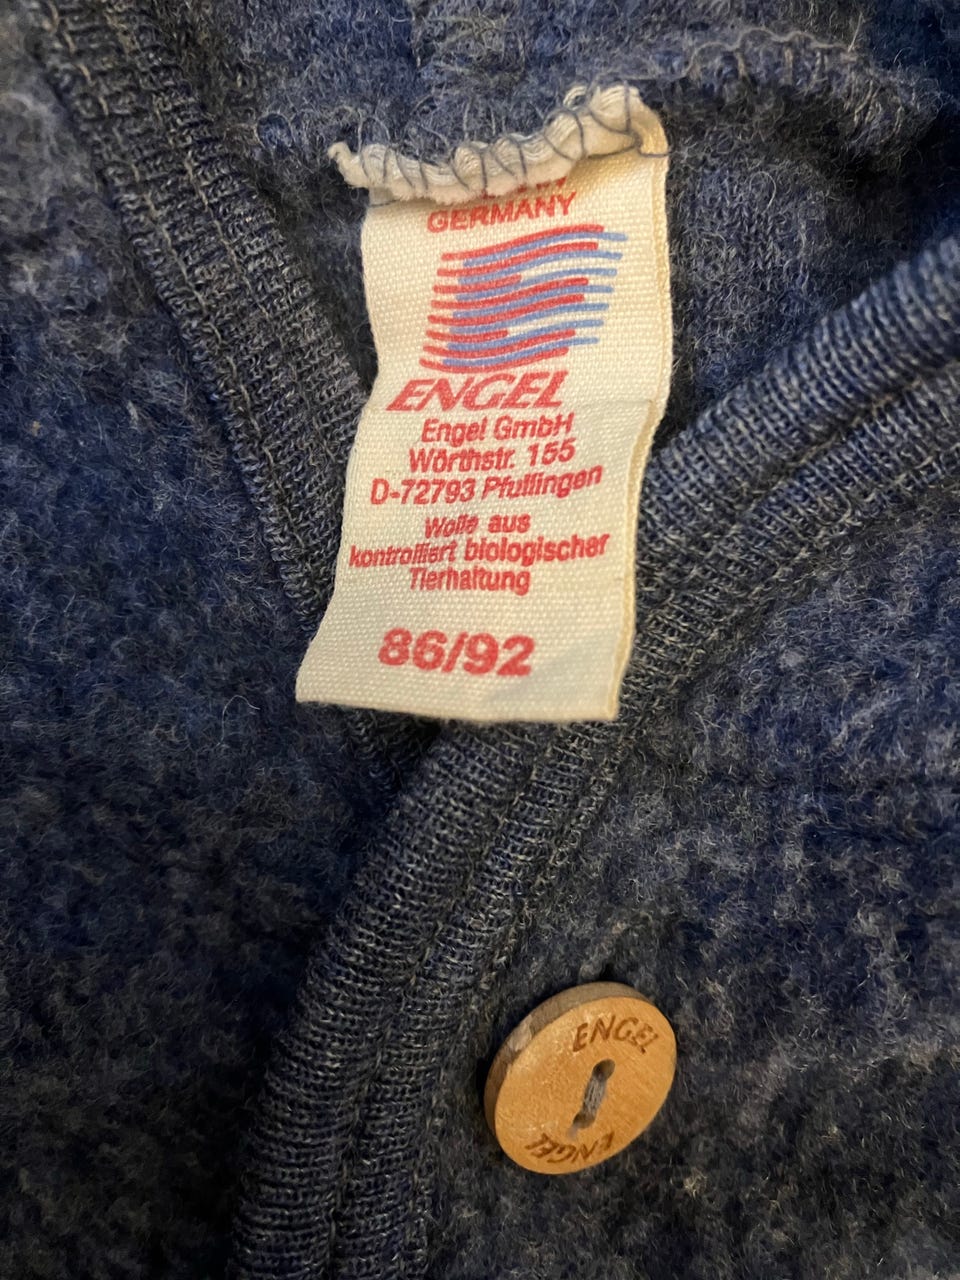 GERMANY
ENGEL
Engel GmbH
Wörthstr. 155
D-72793 Pfullingen
Wolle aus
kontrolliert biologischer
Tierhaltung
86/92
ENGEL
ENGEL